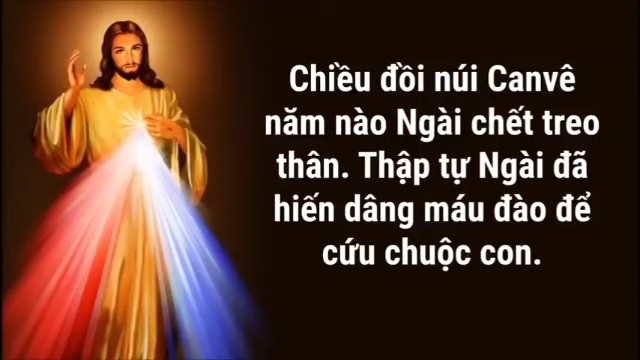 Chiều đồi núi Canvê
năm nào Ngài chết treo
thân. Thập tự Ngài đã
hiến dâng máu đào để
cứu chuộc con.